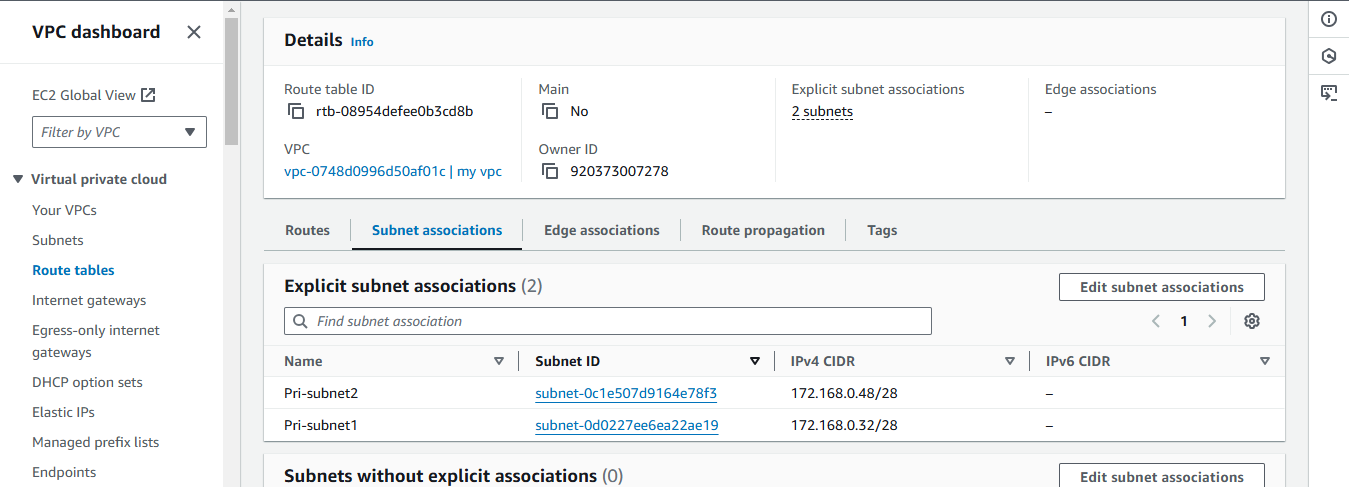 VPC dashboard
EC2 Global View
Filter by VPC
Virtual private cloud
Your VPCs
Subnets
Route tables
Internet gateways
Egress-only internet
gateways
DHCP option sets
Elastic IPs
Managed prefix lists
Endpoints
Details Info
Route table ID
rtb-08954defee0b3cd8b
Main
No
Explicit subnet associations
2 subnets
Edge associations
–
VPC
vpc-0748d0996d50af01c | my vpc
Owner ID
920373007278
Routes Subnet associations Edge associations Route propagation Tags
Explicit subnet associations (2) Edit subnet associations
Find subnet association 1
Name Subnet ID IPv4 CIDR IPv6 CIDR
Pri-subnet2 subnet-0c1e507d9164e78f3 172.168.0.48/28 –
Pri-subnet1 subnet-0d0227ee6ea22ae19 172.168.0.32/28 –
Subnets without explicit associations (0) Edit subnet associations